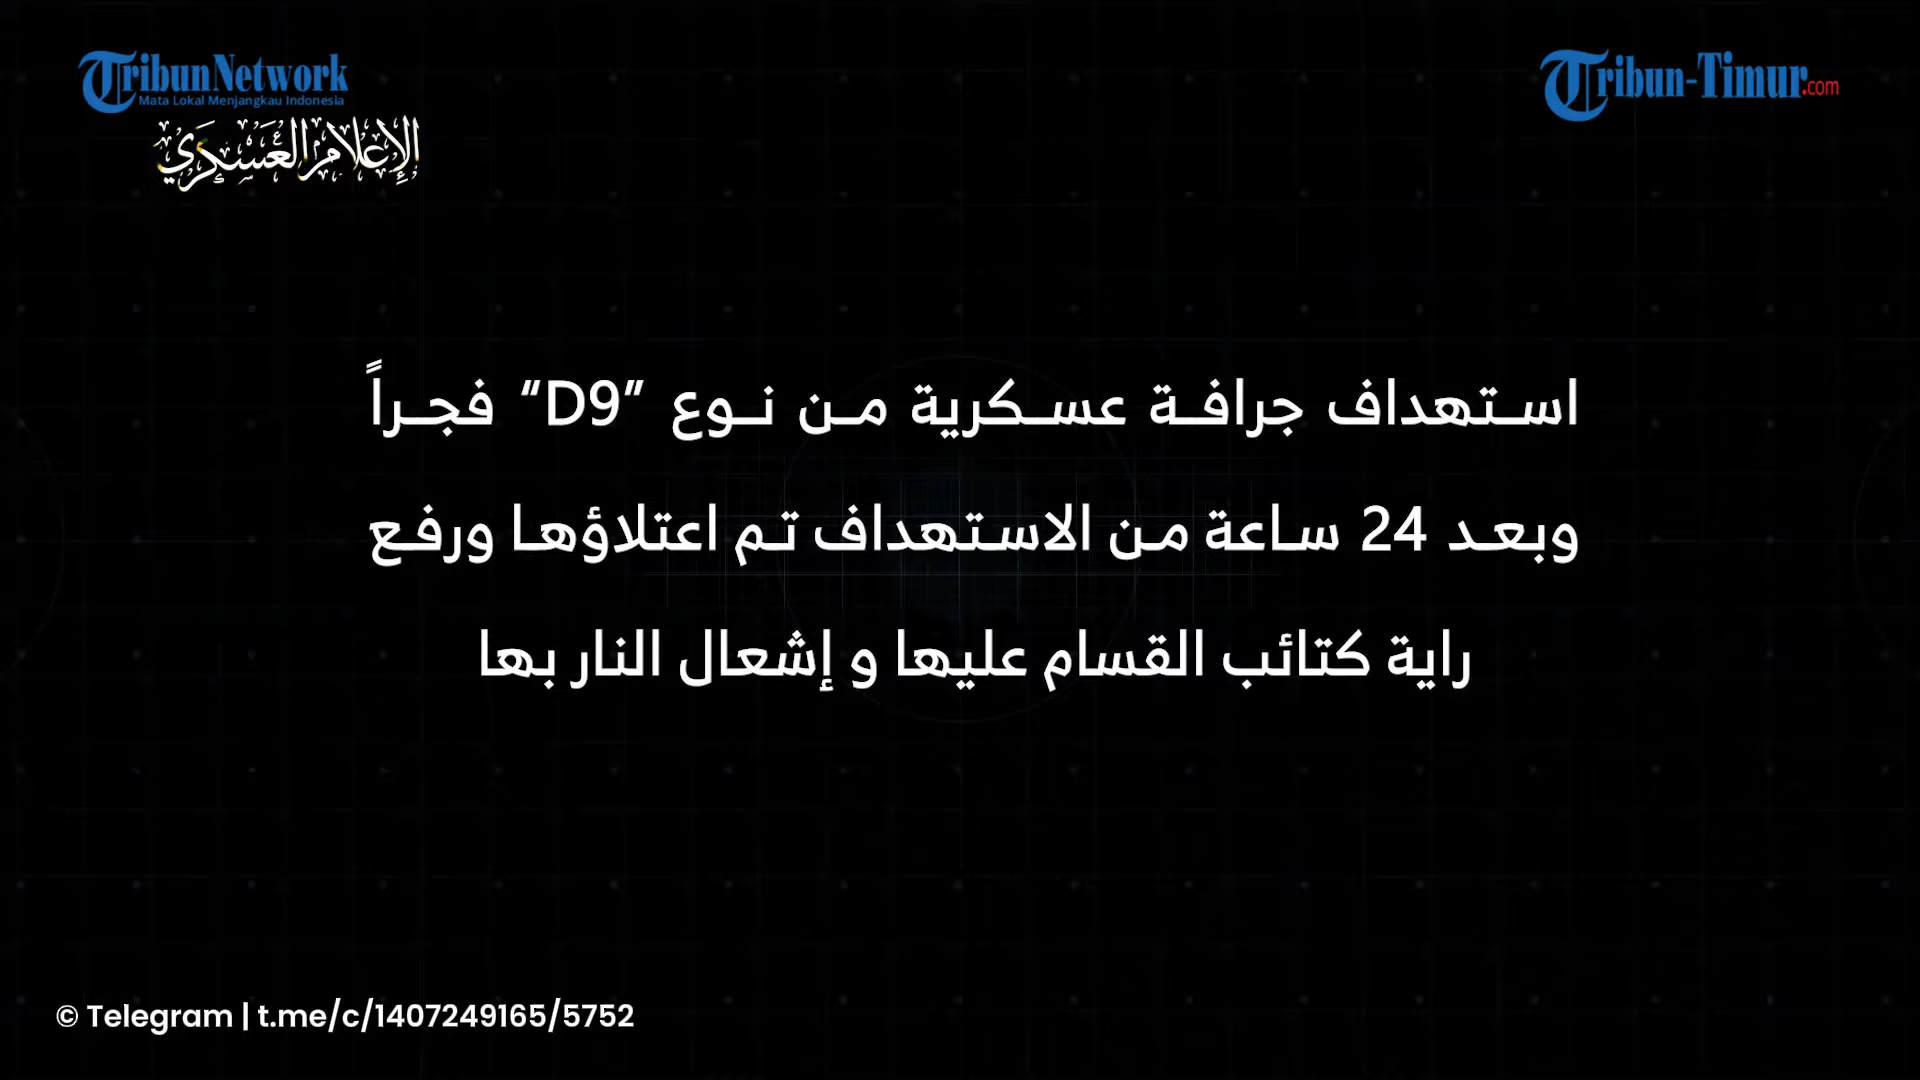 TribunNetwork
Mata Lokal Menjangkau Indonesia
Tribun-Timur.com
الإعلام العسكري
استهداف جرافة عسكرية من نوع "D9" فجراً
وبعد 24 ساعة من الاستهداف تم اعتلاؤها ورفع
راية كتائب القسام عليها و إشعال النار بها
© Telegram | t.me/c/1407249165/5752